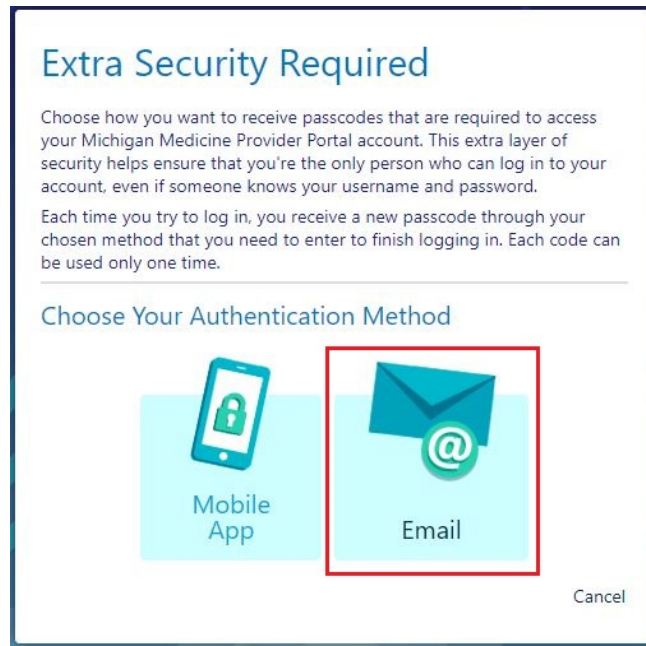 Extra Security Required
Choose how you want to receive passcodes that are required to access
your Michigan Medicine Provider Portal account. This extra layer of
security helps ensure that you're the only person who can log in to your
account, even if someone knows your username and password.
Each time you try to log in, you receive a new passcode through your
chosen method that you need to enter to finish logging in. Each code can
be used only one time.
Choose Your Authentication Method
@
Mobile
App
Email
Cancel